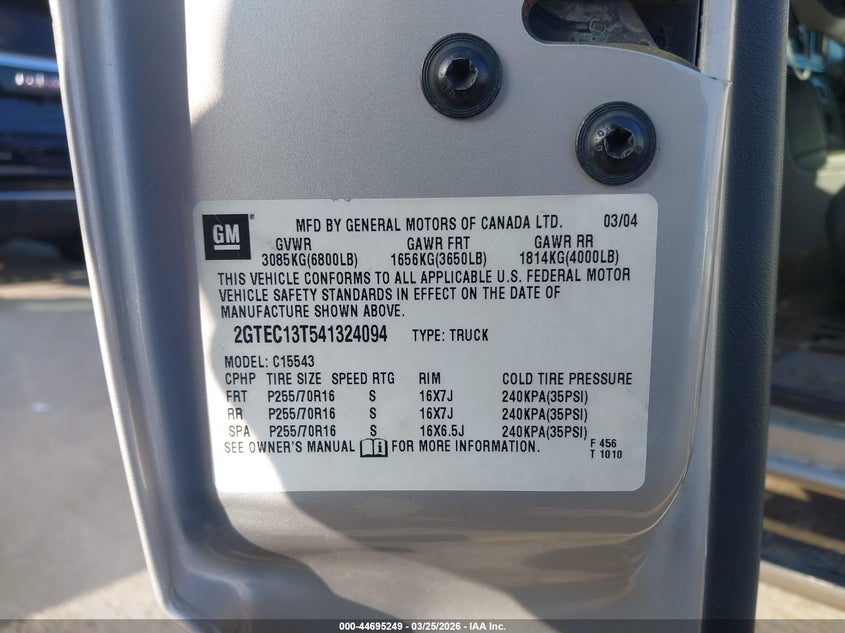 GM ® MFD BY GENERAL MOTORS OF CANADA LTD. 03/04
GVWR GAWR FRT GAWR RR
3085KG(6800LB) 1656KG(3650LB) 1814KG(4000LB)
THIS VEHICLE CONFORMS TO ALL APPLICABLE U.S. FEDERAL MOTOR
VEHICLE SAFETY STANDARDS IN EFFECT ON THE DATE OF
MANUFACTURE SHOWN ABOVE.
2GTEC13T541324094 TYPE: TRUCK
MODEL: C15543
CPHP TIRE SIZE SPEED RTG RIM COLD TIRE PRESSURE
FRT P255/70R16 S 16X7J 240KPA(35PSI)
RR P255/70R16 S 16X7J 240KPA(35PSI)
SPA P255/70R16 S 16X6.5J 240KPA(35PSI)
SEE OWNER'S MANUAL FOR MORE INFORMATION.
F 456
T 1010
000-44695249 | 03/25/2026 | IAA Inc.